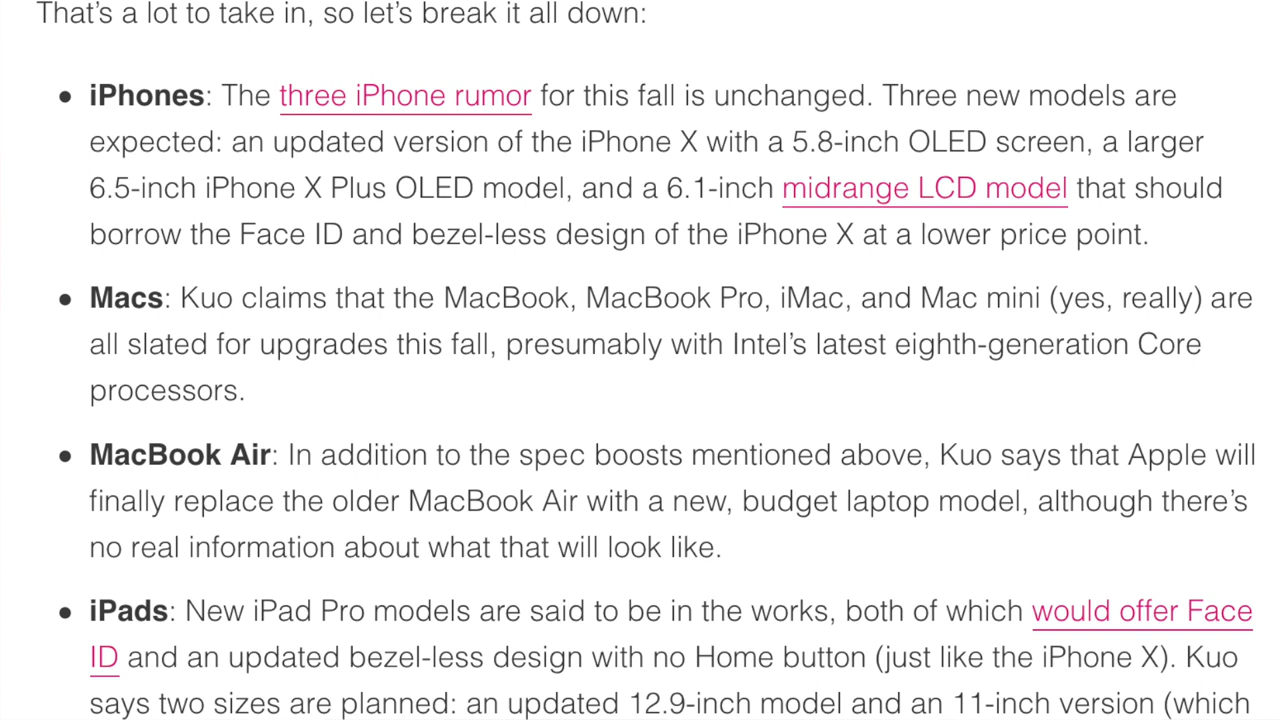 That’s a lot to take in, so let’s break it all down:
● iPhones: The three iPhone rumor for this fall is unchanged. Three new models are
expected: an updated version of the iPhone X with a 5.8-inch OLED screen, a larger
6.5-inch iPhone X Plus OLED model, and a 6.1-inch midrange LCD model that should
borrow the Face ID and bezel-less design of the iPhone X at a lower price point.
● Macs: Kuo claims that the MacBook, MacBook Pro, iMac, and Mac mini (yes, really) are
all slated for upgrades this fall, presumably with Intel’s latest eighth-generation Core
processors.
● MacBook Air: In addition to the spec boosts mentioned above, Kuo says that Apple will
finally replace the older MacBook Air with a new, budget laptop model, although there’s
no real information about what that will look like.
● iPads: New iPad Pro models are said to be in the works, both of which would offer Face
ID and an updated bezel-less design with no Home button (just like the iPhone X). Kuo
says two sizes are planned: an updated 12.9-inch model and an 11-inch version (which